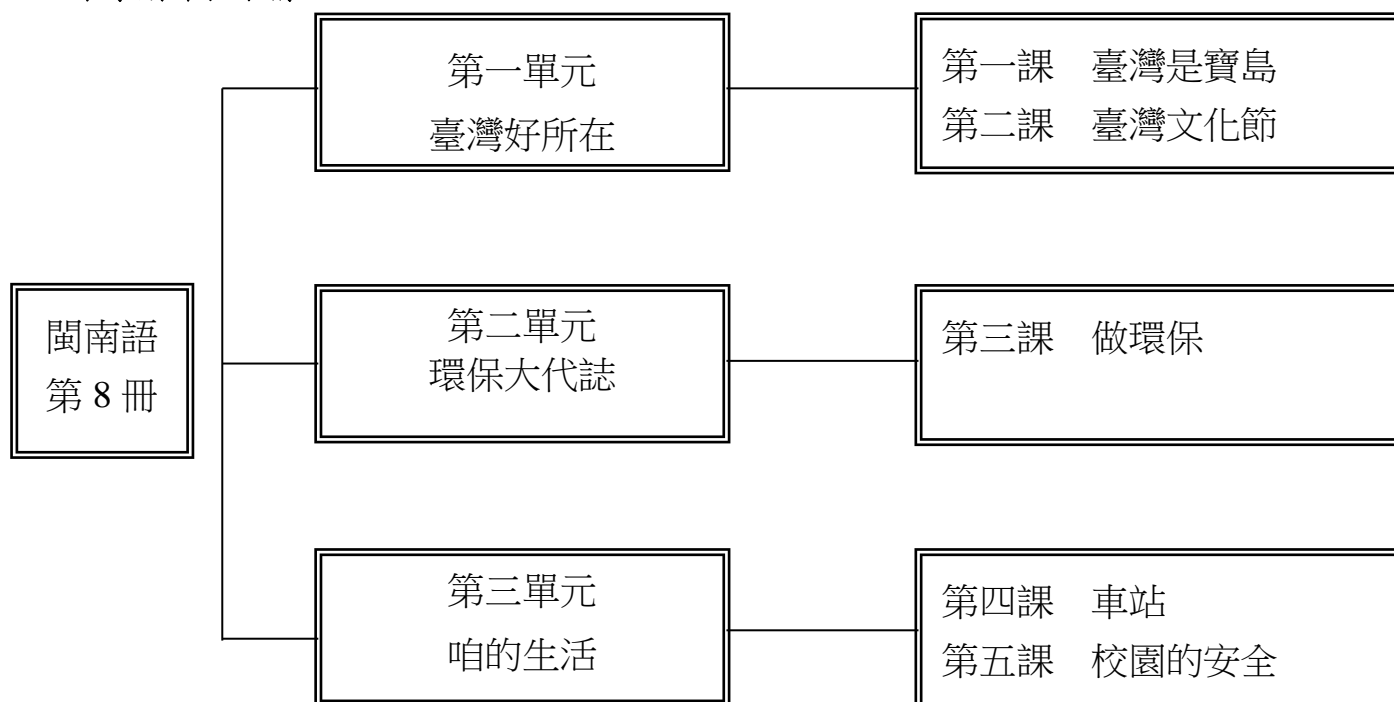 閩南語
第 8 冊
第一單元
臺灣好所在
第一課　臺灣是寶島
第二課　臺灣文化節
第二單元
環保大代誌
第三課　做環保
第三單元
咱的生活
第四課　車站
第五課　校園的安全